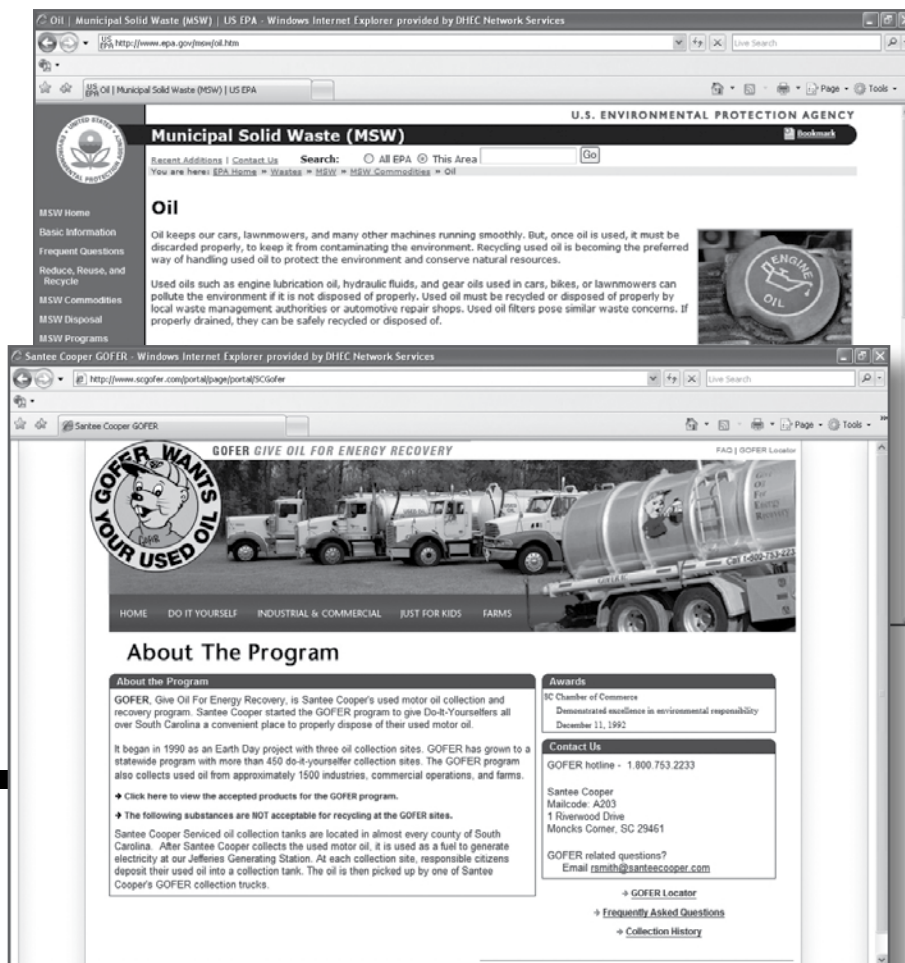 Oil | Municipal Solid Waste (MSW) | US EPA - Windows Internet Explorer provided by DHEC Network Services
http://www.epa.gov/msw/oil.htm
Live Search
Oil | Municipal Solid Waste (MSW) | US EPA
Page
Tools
U.S. ENVIRONMENTAL PROTECTION AGENCY
Municipal Solid Waste (MSW)
Bookmark
Recent Additions | Contact Us Search: All EPA This Area Go
You are here: EPA Home » Wastes » MSW » MSW Commodities » Oil
MSW Home
Basic Information
Frequent Questions
Reduce, Reuse, and
Recycle
MSW Commodities
MSW Disposal
MSW Programs
Oil
Oil keeps our cars, lawnmowers, and many other machines running smoothly. But, once oil is used, it must be
discarded properly, to keep it from contaminating the environment. Recycling used oil is becoming the preferred
way of handling used oil to protect the environment and conserve natural resources.
Used oils such as engine lubrication oil, hydraulic fluids, and gear oils used in cars, bikes, or lawnmowers can
pollute the environment if it is not disposed of properly. Used oil must be recycled or disposed of properly by
local waste management authorities or automotive repair shops. Used oil filters pose similar waste concerns. If
properly drained, they can be safely recycled or disposed of.
ENGINE
OIL
Santee Cooper GOFER - Windows Internet Explorer provided by DHEC Network Services
http://www.scgofer.com/portal/page/portal/SCGofer
Live Search
Santee Cooper GOFER
Page
Tools
GOFER WANTS
YOUR USED OIL
GOFER GIVE OIL FOR ENERGY RECOVERY
FAQ | GOFER Locator
USED OIL
Give
Oil
For
Energy
Recovery
HOME DO IT YOURSELF INDUSTRIAL & COMMERCIAL JUST FOR KIDS FARMS
About The Program
About the Program
GOFER, Give Oil For Energy Recovery, is Santee Cooper's used motor oil collection and
recovery program. Santee Cooper started the GOFER program to give Do-It-Yourselfers all
over South Carolina a convenient place to properly dispose of their used motor oil.
It began in 1990 as an Earth Day project with three oil collection sites. GOFER has grown to a
statewide program with more than 450 do-it-yourselfer collection sites. The GOFER program
also collects used oil from approximately 1500 industries, commercial operations, and farms.
Click here to view the accepted products for the GOFER program.
The following substances are NOT acceptable for recycling at the GOFER sites.
Santee Cooper Serviced oil collection tanks are located in almost every county of South
Carolina. After Santee Cooper collects the used motor oil, it is used as a fuel to generate
electricity at our Jefferies Generating Station. At each collection site, responsible citizens
deposit their used oil into a collection tank. The oil is then picked up by one of Santee
Cooper's GOFER collection trucks.
Awards
SC Chamber of Commerce
Demonstrated excellence in environmental responsibility
December 11, 1992
Contact Us
GOFER hotline - 1.800.753.2233
Santee Cooper
Mailcode: A203
1 Riverwood Drive
Moncks Corner, SC 29461
GOFER related questions?
Email rsmith@santeecooper.com
GOFER Locator
Frequently Asked Questions
Collection History